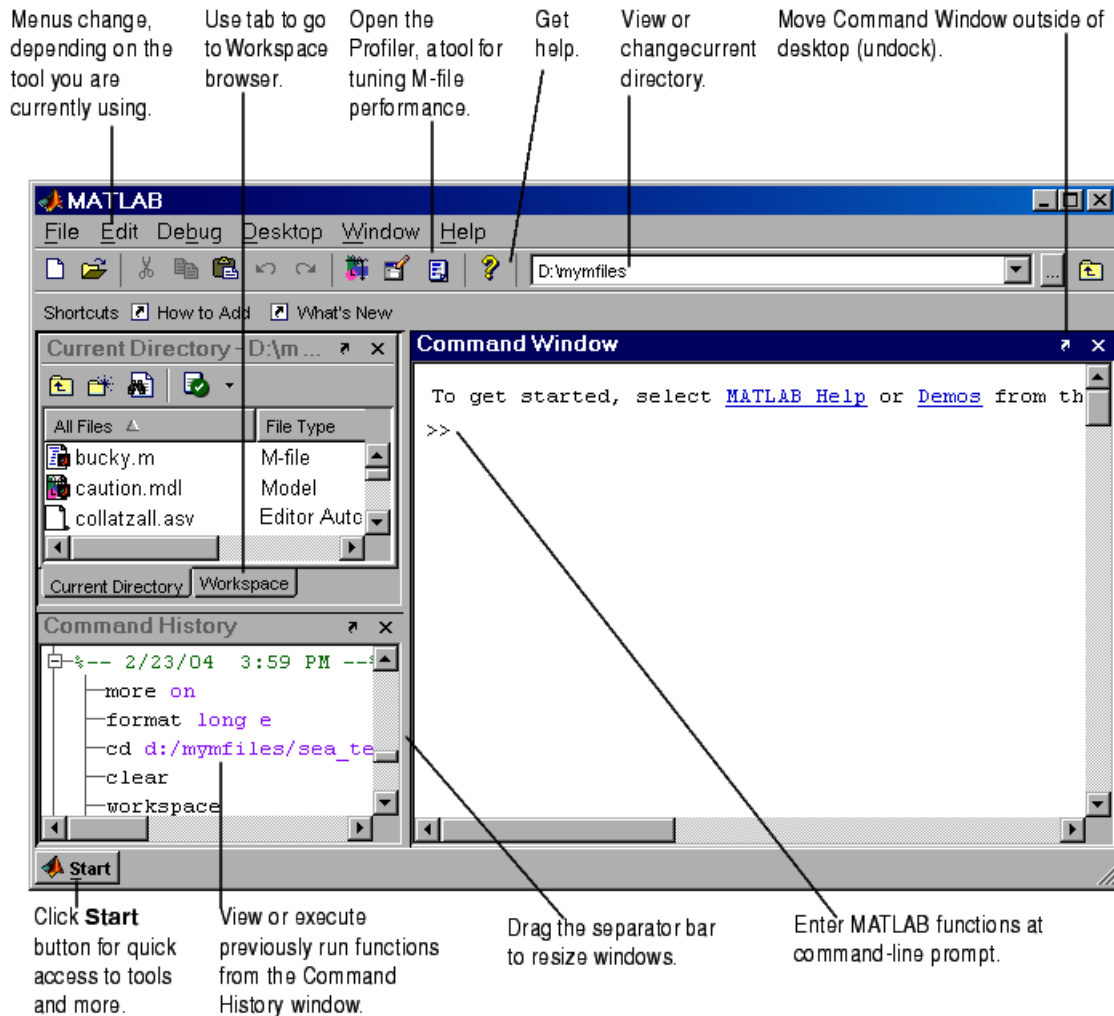 Menus change,
depending on the
tool you are
currently using.
Use tab to go
to Workspace
browser.
Open the
Profiler, a tool for
tuning M-file
performance.
Get
help.
View or
changecurrent
directory.
Move Command Window outside of
desktop (undock).
MATLAB
File Edit Debug Desktop Window Help
D:\mymfiles
...
Shortcuts How to Add What's New
Current Directory - D:\m ...
All Files File Type
bucky.m M-file
caution.mdl Model
collatzall.asv Editor Auto
Current Directory Workspace
Command History
%-- 2/23/04 3:59 PM --%
more on
format long e
cd d:/mymfiles/sea_te
clear
workspace
Command Window
To get started, select MATLAB Help or Demos from th
>>
Start
Click Start
button for quick
access to tools
and more.
View or execute
previously run functions
from the Command
History window.
Drag the separator bar
to resize windows.
Enter MATLAB functions at
command-line prompt.